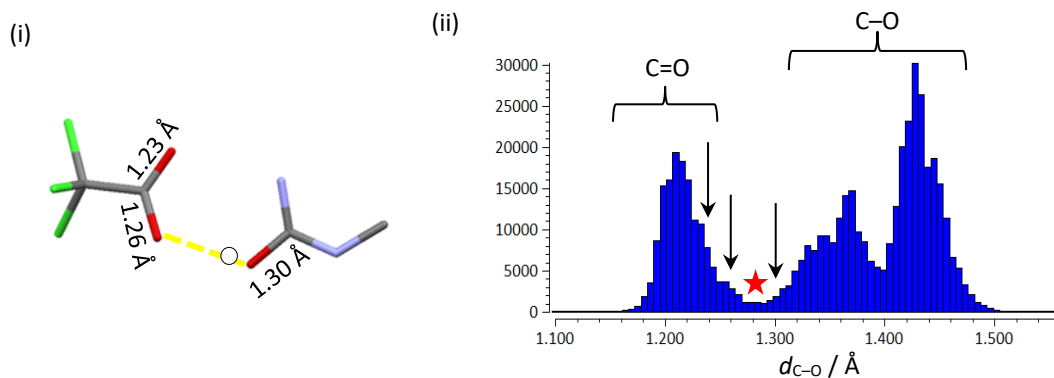 (i)
1.23 Å
1.26 Å
1.30 Å
(ii)
C=O
C–O
30000
25000
20000
15000
10000
5000
0
1.100 1.200 1.300 1.400 1.500
dC–O / Å